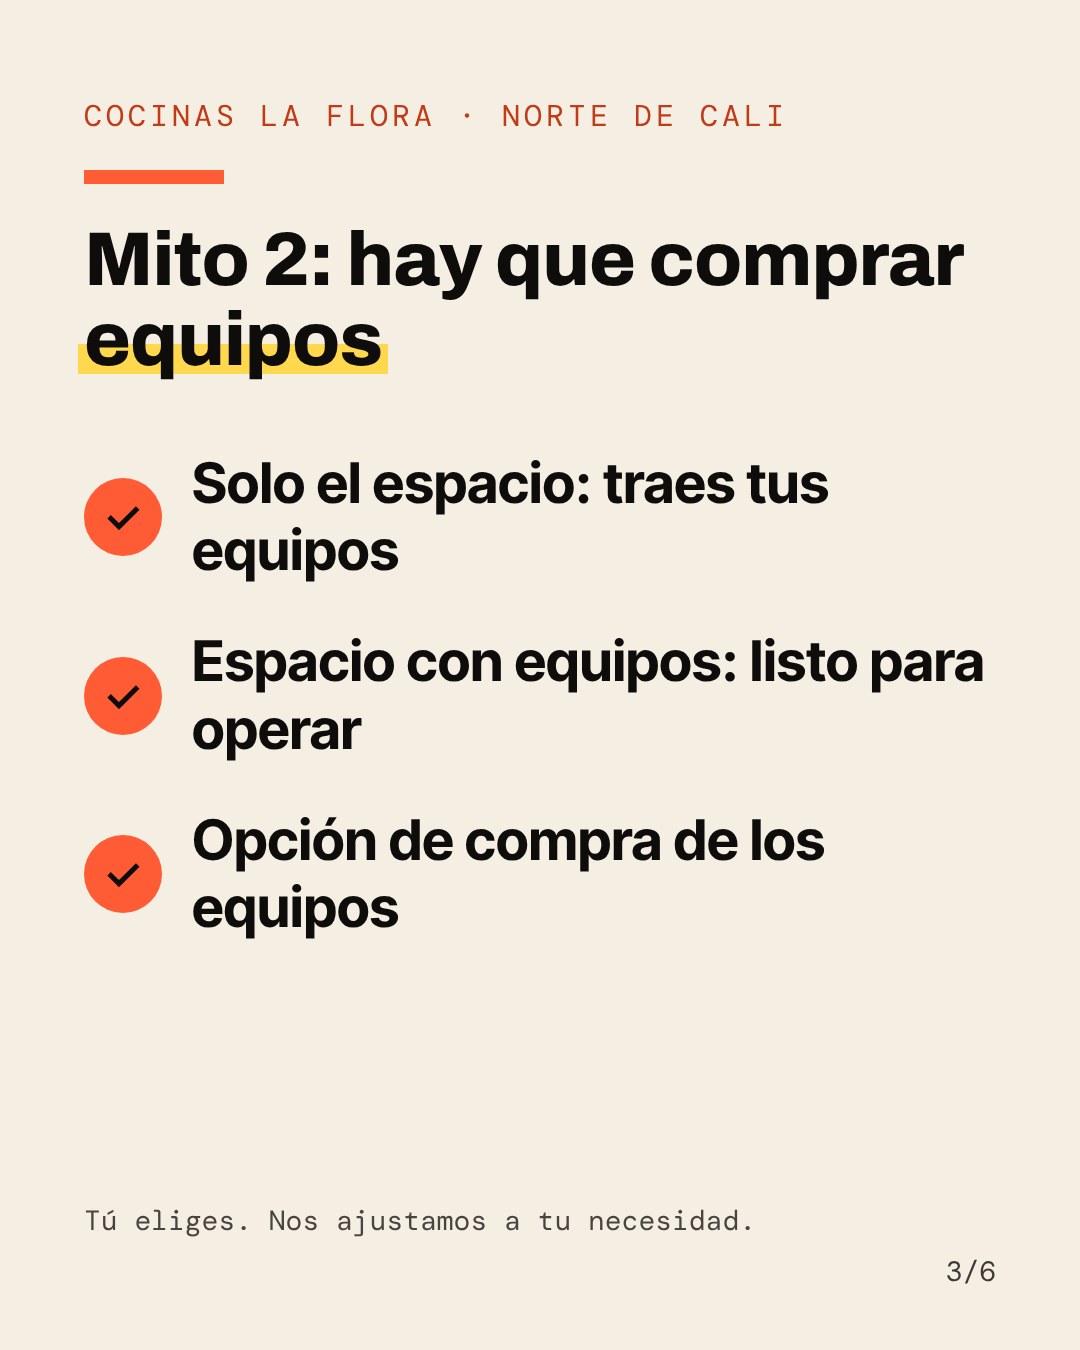 COCINAS LA FLORA · NORTE DE CALI
Mito 2: hay que comprar
equipos
Solo el espacio: traes tus
equipos
Espacio con equipos: listo para
operar
Opción de compra de los
equipos
Tú eliges. Nos ajustamos a tu necesidad.
3/6